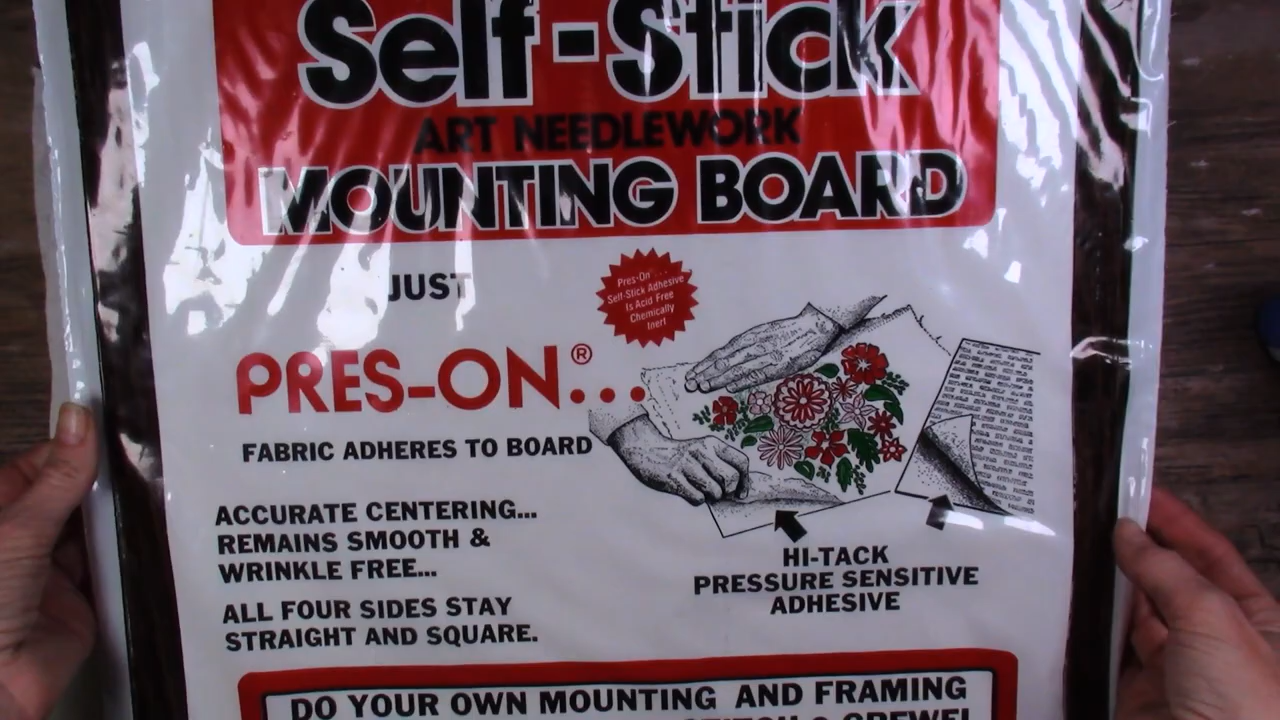 Self-Stick
ART NEEDLEWORK
MOUNTING BOARD
JUST
Pres-On...
Self-Stick Adhesive
Is Acid Free
Chemically
Inert
PRES-ON®...
FABRIC ADHERES TO BOARD
ACCURATE CENTERING...
REMAINS SMOOTH &
WRINKLE FREE...
ALL FOUR SIDES STAY
STRAIGHT AND SQUARE.
HI-TACK
PRESSURE SENSITIVE
ADHESIVE
DO YOUR OWN MOUNTING AND FRAMING
& CREWEL